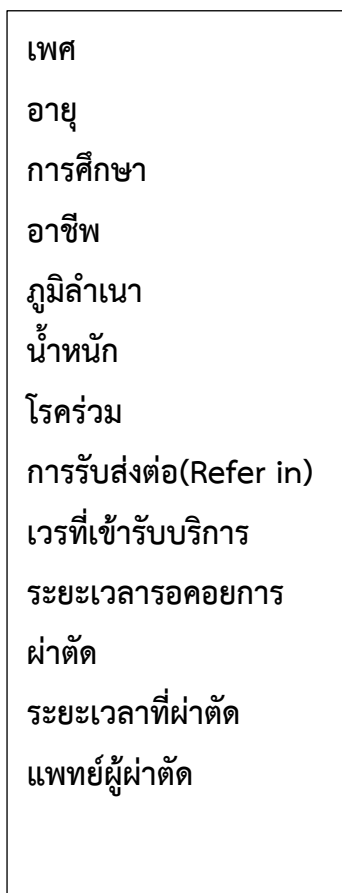 เพศ
อายุ
การศึกษา
อาชีพ
ภูมิลำเนา
น้ำหนัก
โรคร่วม
การรับส่งต่อ(Refer in)
เวรที่เข้ารับบริการ
ระยะเวลารอคอยการ
ผ่าตัด
ระยะเวลาที่ผ่าตัด
แพทย์ผู้ผ่าตัด